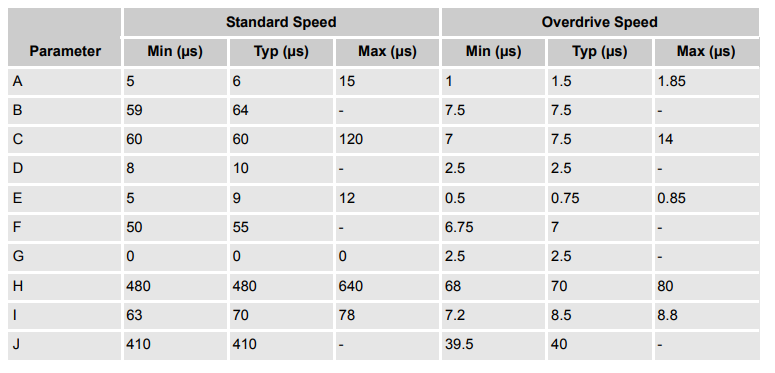 Standard Speed Overdrive Speed
Parameter Min (µs) Typ (µs) Max (µs) Min (µs) Typ (µs) Max (µs)
A 5 6 15 1 1.5 1.85
B 59 64 - 7.5 7.5 -
C 60 60 120 7 7.5 14
D 8 10 - 2.5 2.5 -
E 5 9 12 0.5 0.75 0.85
F 50 55 - 6.75 7 -
G 0 0 0 2.5 2.5 -
H 480 480 640 68 70 80
I 63 70 78 7.2 8.5 8.8
J 410 410 - 39.5 40 -